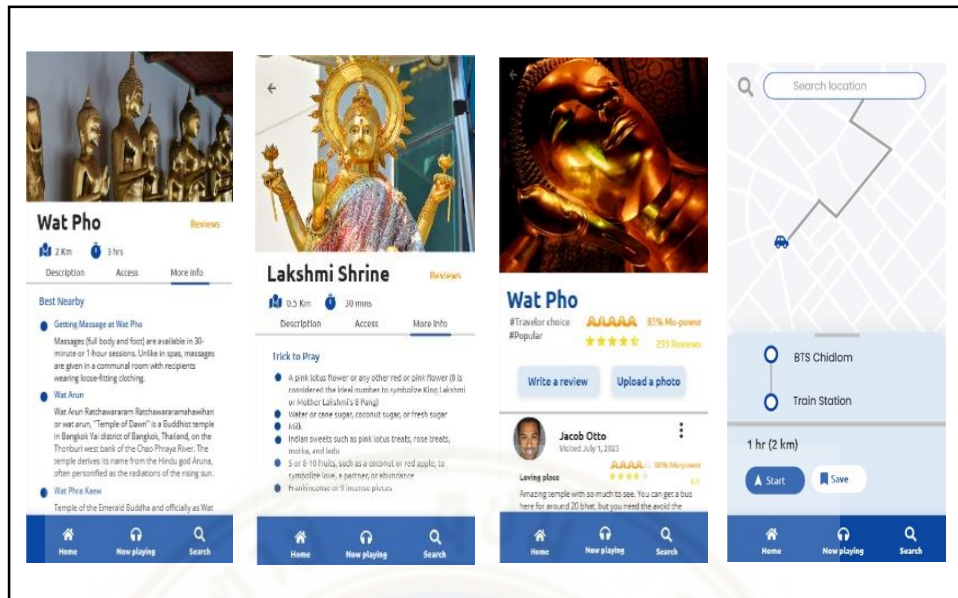 Wat Pho
Reviews
2 Km 3 hrs
Description Access More info
Best Nearby
Getting Massage at Wat Pho
Massages (full body and foot) are available in 30-
minute or 1-hour sessions. Unlike in spas, massages
are given in a communal room with recipients
wearing loose-fitting clothing.
Wat Arun
Wat Arun Ratchawararam Ratchawararamahawihan
or wat arun, "Temple of Dawn" is a Buddhist temple
in Bangkok Yai district of Bangkok, Thailand, on the
Thonburi west bank of the Chao Phraya River. The
temple derives its name from the Hindu god Aruna,
often personified as the radiations of the rising sun.
Wat Phra Kaew
Temple of the Emerald Buddha and officially as Wat
Home Now playing Search
Lakshmi Shrine
Reviews
0.5 Km 30 mns
Description Access More info
Trick to Pray
A pink lotus flower or any other red or pink flower (8 is
considered the ideal number to symbolize King Lakshmi
or Mother Lakshmi's 8 Pang)
Water or cane sugar, coconut sugar, or fresh sugar
Milk
Indian sweets such as pink lotus treats, rose treats,
and
5 or 8-10 fruits, such as a coconut or red apple, to
symbolize love, a partner, or abundance
Frankincense or 9 incense pieces
Home Now playing Search
Wat Pho
#Travelor choice 85% Mu-power
#Popular 293 Reviews
Write a review Upload a photo
Jacob Otto
Visited July 1, 2023
80% Mu-power
Loving place 4.0
Amazing temple with so much to see. You can get a bus
here for around 20 bhat, but you need the avoid the
Home Now playing Search
Search location
BTS Chidlom
Train Station
1 hr (2 km)
Start Save
Home Now playing Search